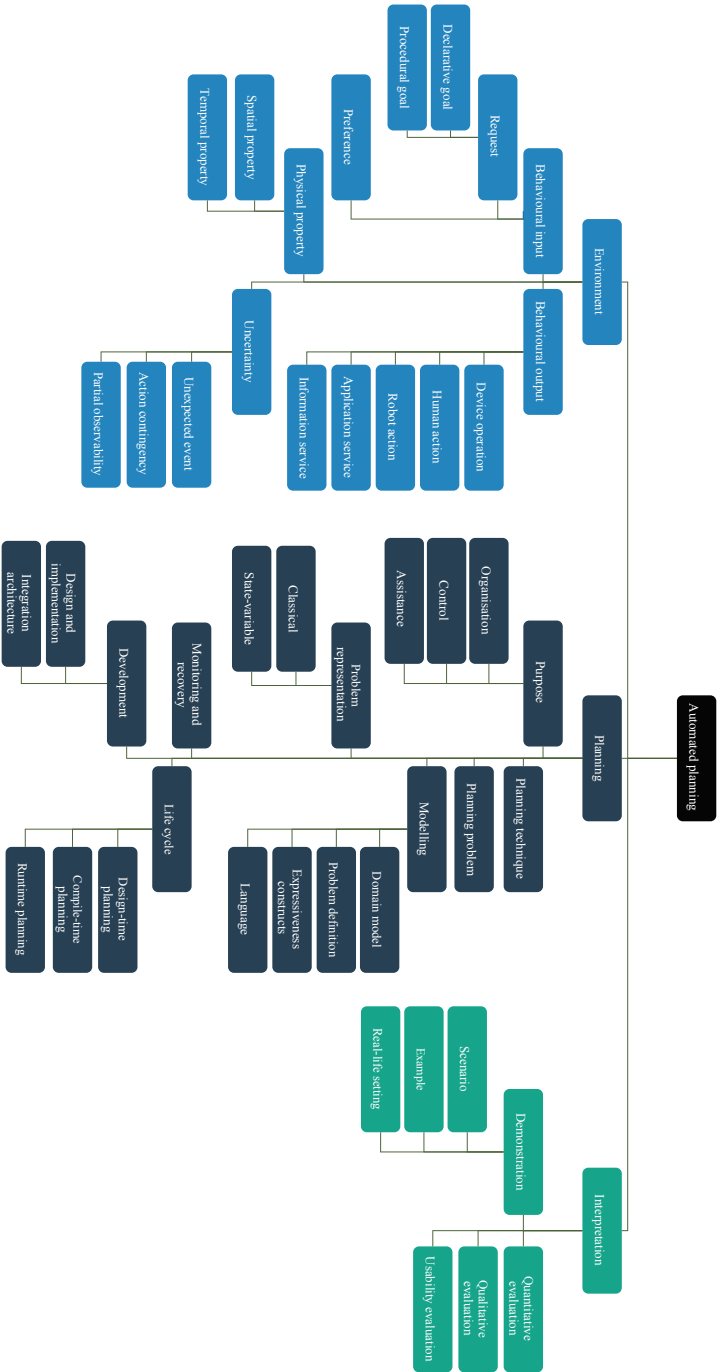 Automated planning
Environment
Behavioural input
Request
Declarative goal
Procedural goal
Preference
Behavioural output
Device operation
Human action
Robot action
Application service
Information service
Physical property
Spatial property
Temporal property
Uncertainty
Unexpected event
Action contingency
Partial observability
Planning
Purpose
Organisation
Control
Assistance
Planning technique
Planning problem
Modelling
Domain model
Problem definition
Expressiveness
constructs
Language
Problem
representation
Classical
State-variable
Monitoring and
recovery
Life cycle
Design-time
planning
Compile-time
planning
Runtime planning
Development
Design and
implementation
Integration
architecture
Interpretation
Demonstration
Scenario
Example
Real-life setting
Quantitative
evaluation
Qualitative
evaluation
Usability evaluation